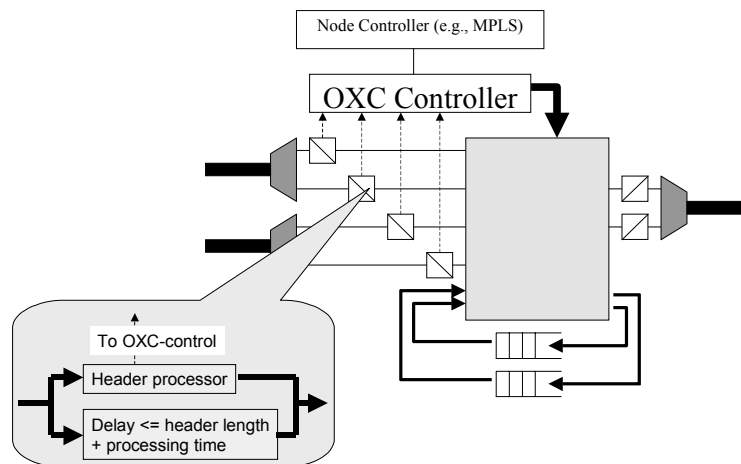 Node Controller (e.g., MPLS)
OXC Controller
To OXC-control
Header processor
Delay <= header length
+ processing time